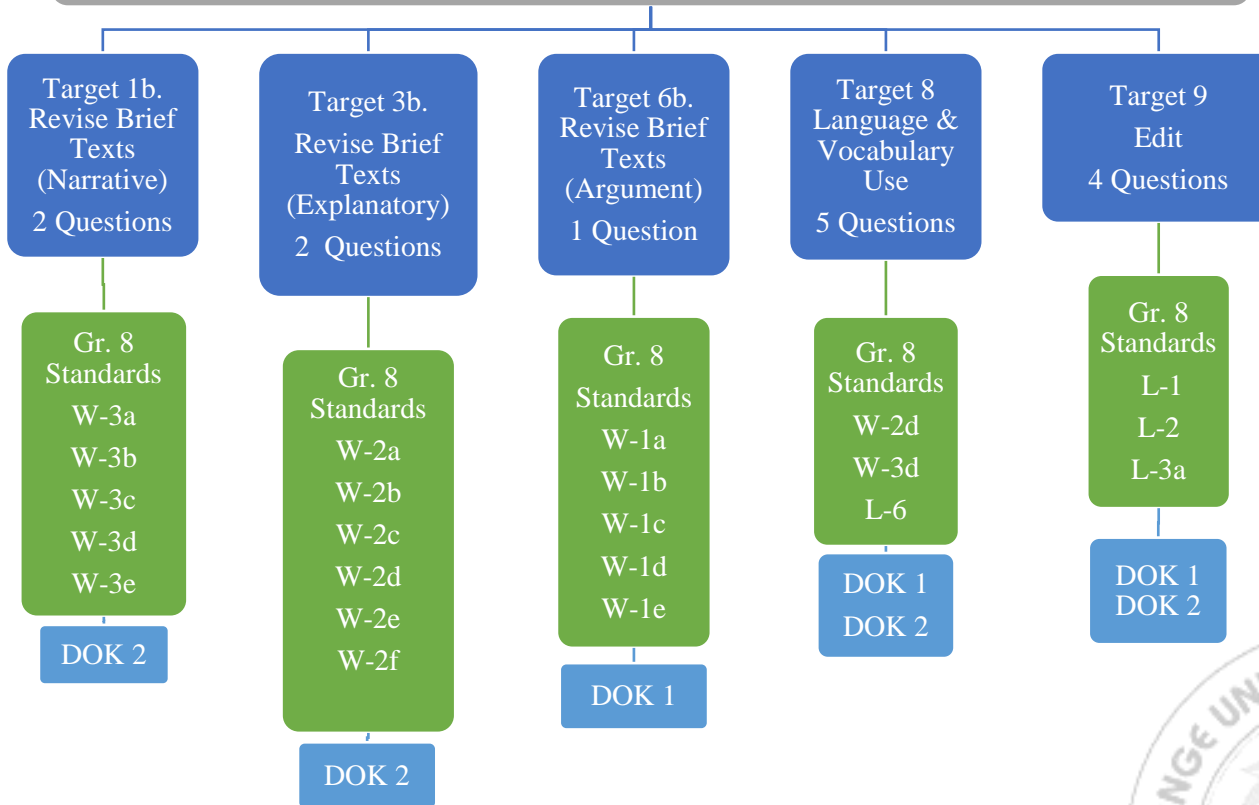 Target 1b.
Revise Brief
Texts
(Narrative)
2 Questions
Gr. 8
Standards
W-3a
W-3b
W-3c
W-3d
W-3e
DOK 2
Target 3b.
Revise Brief
Texts
(Explanatory)
2 Questions
Gr. 8
Standards
W-2a
W-2b
W-2c
W-2d
W-2e
W-2f
DOK 2
Target 6b.
Revise Brief
Texts
(Argument)
1 Question
Gr. 8
Standards
W-1a
W-1b
W-1c
W-1d
W-1e
DOK 1
Target 8
Language &
Vocabulary
Use
5 Questions
Gr. 8
Standards
W-2d
W-3d
L-6
DOK 1
DOK 2
Target 9
Edit
4 Questions
Gr. 8
Standards
L-1
L-2
L-3a
DOK 1
DOK 2